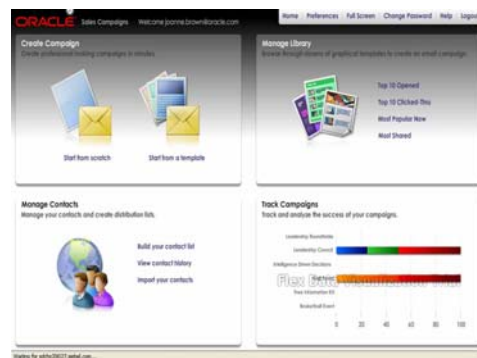 ORACLE Sales Campaigns Welcome joanne.brown@oracle.com
Home Preferences Full Screen Change Password Help Logout
Create Campaign
Create professional looking campaigns in minutes.
Start from scratch Start from a template
Manage Library
Browse through dozens of graphical templates to create an email campaign.
Top 10 Opened
Top 10 Clicked-Thru
Most Popular Now
Most Shared
Manage Contacts
Manage your contacts and create distribution lists.
Build your contact list
View contact history
Import your contacts
Track Campaigns
Track and analyze the success of your campaigns.
Leadership Roundtable
Leadership Council
Intelligence Driven Decisions
Flex Data Visualization Trial
Free Information Kit
Basketball Event
0 20 40 60 80 100